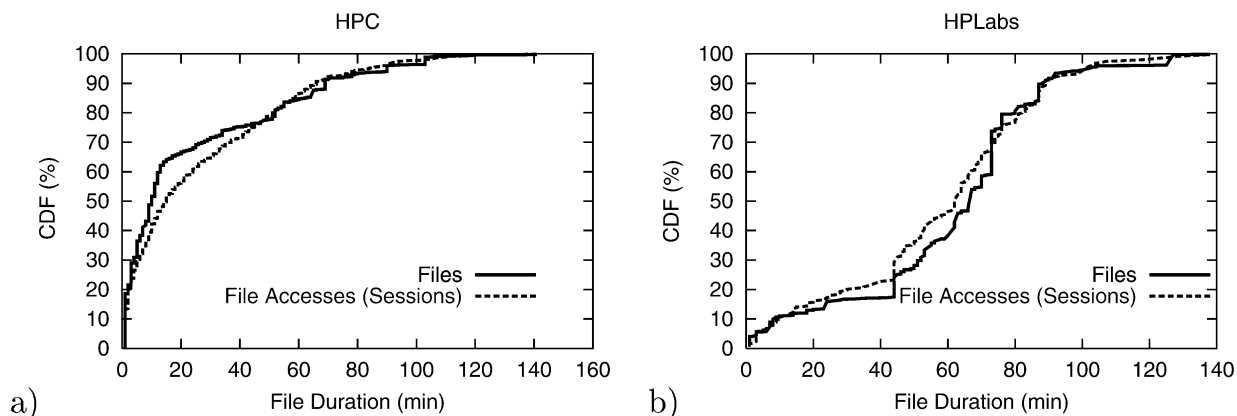 HPC
100
90
80
70
60
50
40
30
20
10
0
CDF (%)
Files
File Accesses (Sessions)
0 20 40 60 80 100 120 140 160
File Duration (min)
a)
HPLabs
100
90
80
70
60
50
40
30
20
10
0
CDF (%)
Files
File Accesses (Sessions)
0 20 40 60 80 100 120 140
File Duration (min)
b)